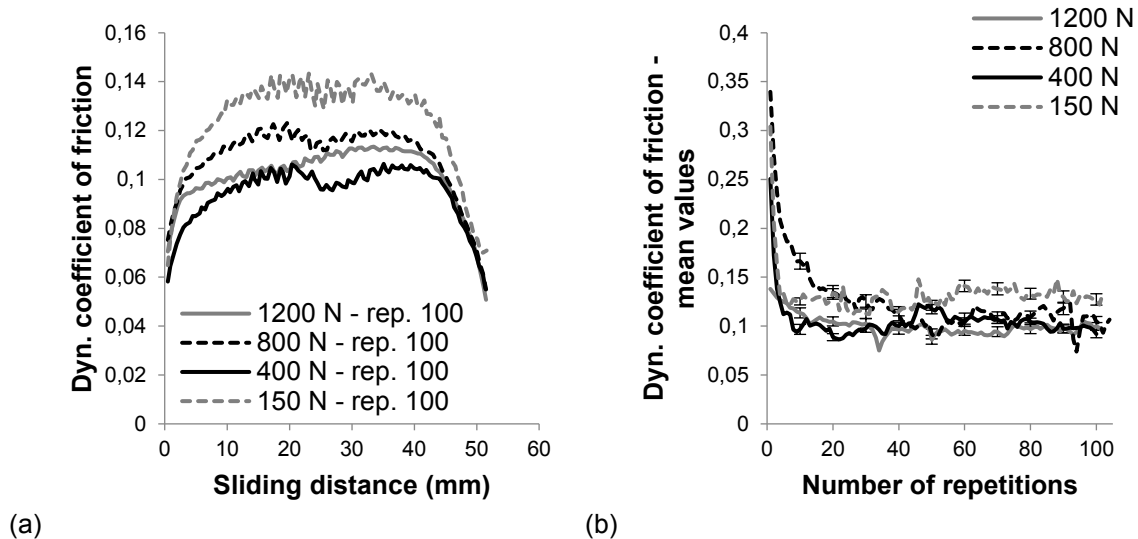 Dyn. coefficient of friction
0,16
0,14
0,12
0,1
0,08
0,06
0,04
0,02
0
1200 N - rep. 100
800 N - rep. 100
400 N - rep. 100
150 N - rep. 100
0 10 20 30 40 50 60
Sliding distance (mm)
(a)
Dyn. coefficient of friction -
mean values
0,4
0,35
0,3
0,25
0,2
0,15
0,1
0,05
0
1200 N
800 N
400 N
150 N
0 20 40 60 80 100
Number of repetitions
(b)